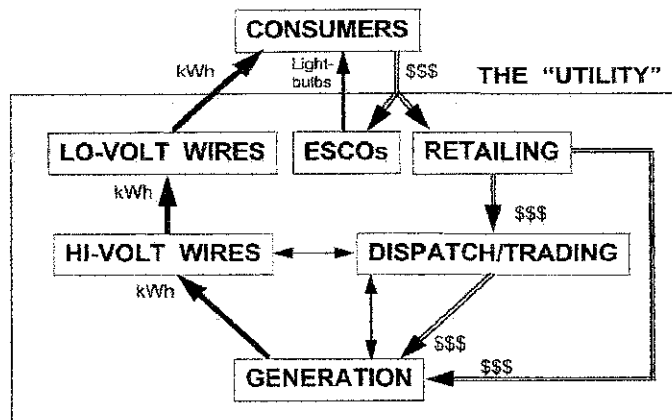 CONSUMERS
kWh
Light-
bulbs
$$$
THE "UTILITY"
LO-VOLT WIRES
ESCOs
RETAILING
kWh
$$$
HI-VOLT WIRES
DISPATCH/TRADING
kWh
$$$
$$$
GENERATION